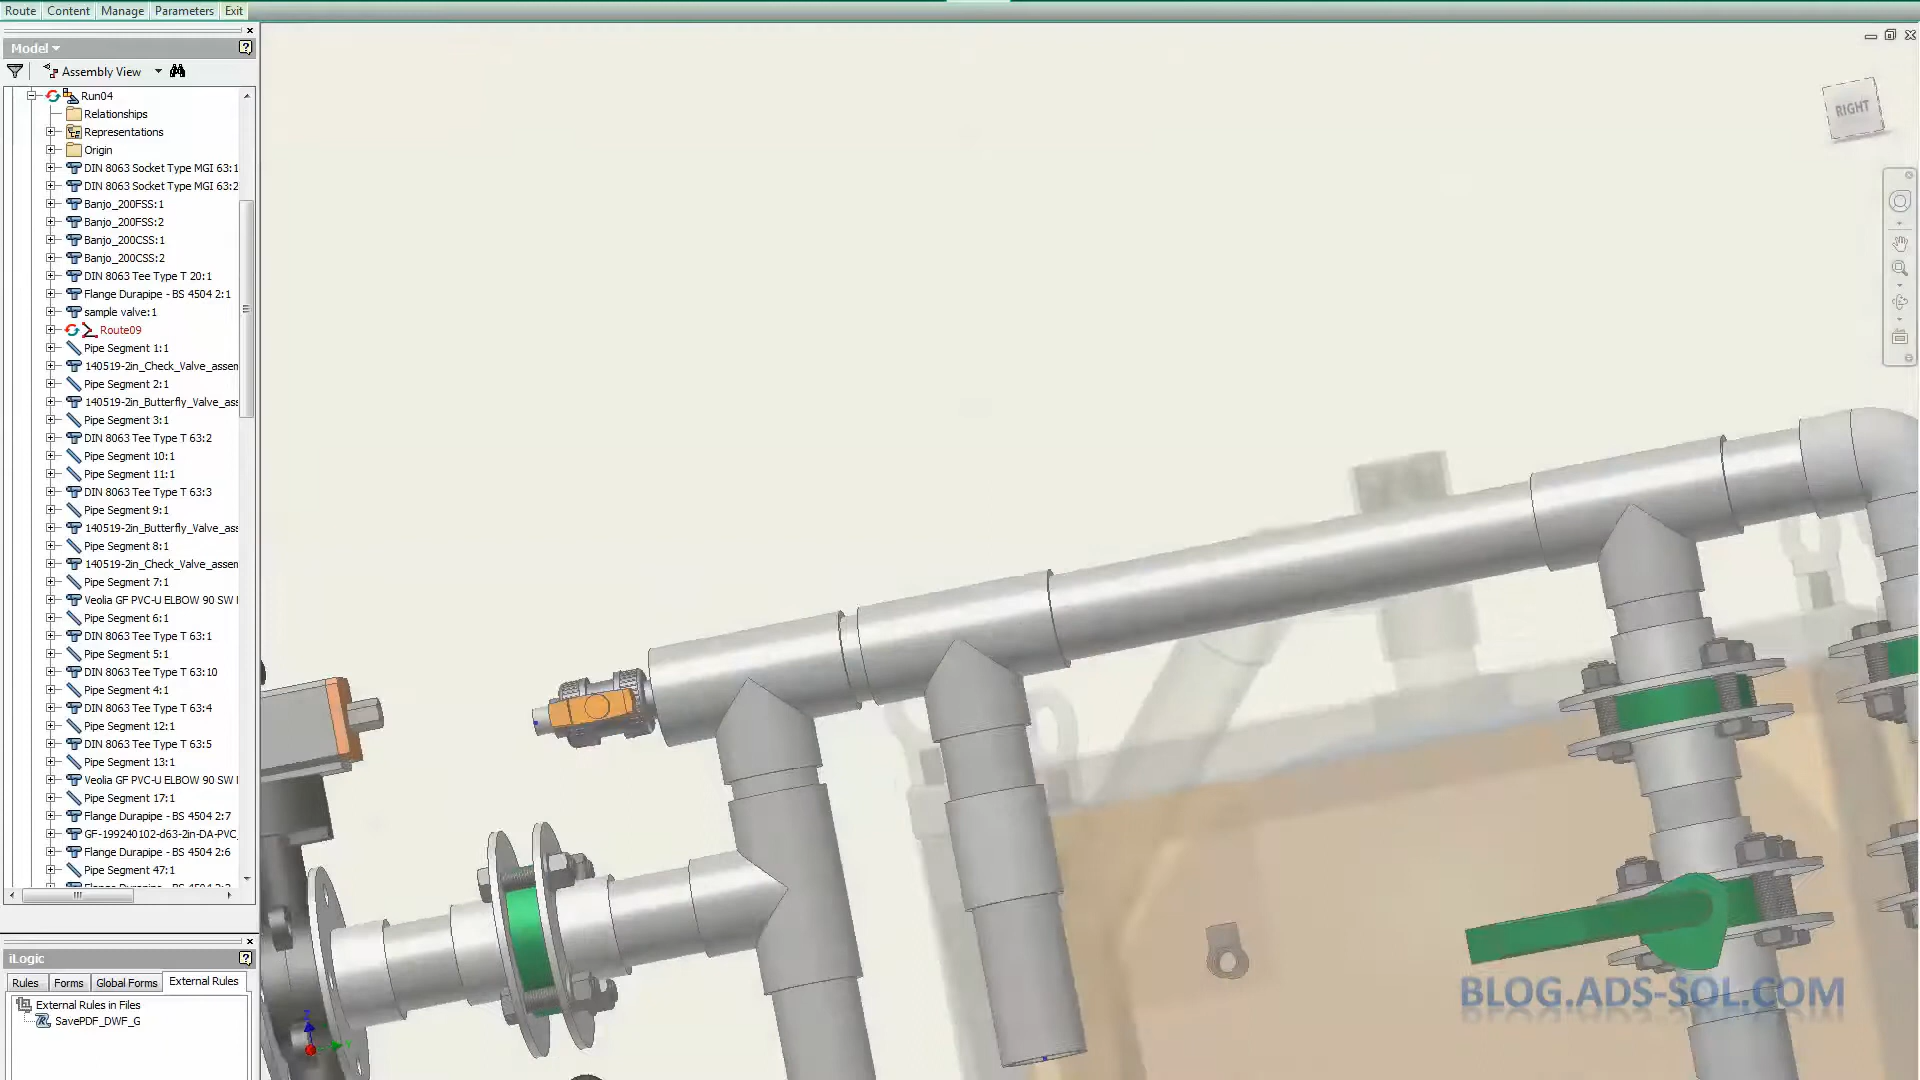 Route Content Manage Parameters Exit
Model
Assembly View
Run04
Relationships
Representations
Origin
DIN 8063 Socket Type MGI 63:1
DIN 8063 Socket Type MGI 63:2
Banjo_200FSS:1
Banjo_200FSS:2
Banjo_200CSS:1
Banjo_200CSS:2
DIN 8063 Tee Type T 20:1
Flange Durapipe - BS 4504 2:1
sample valve:1
Route09
Pipe Segment 1:1
140519-2in_Check_Valve_assem
Pipe Segment 2:1
140519-2in_Butterfly_Valve_ass
Pipe Segment 3:1
DIN 8063 Tee Type T 63:2
Pipe Segment 10:1
Pipe Segment 11:1
DIN 8063 Tee Type T 63:3
Pipe Segment 9:1
140519-2in_Butterfly_Valve_ass
Pipe Segment 8:1
140519-2in_Check_Valve_assem
Pipe Segment 7:1
Veolia GF PVC-U ELBOW 90 SW
Pipe Segment 6:1
DIN 8063 Tee Type T 63:1
Pipe Segment 5:1
DIN 8063 Tee Type T 63:10
Pipe Segment 4:1
DIN 8063 Tee Type T 63:4
Pipe Segment 12:1
DIN 8063 Tee Type T 63:5
Pipe Segment 13:1
Veolia GF PVC-U ELBOW 90 SW
Pipe Segment 17:1
Flange Durapipe - BS 4504 2:7
GF-199240102-d63-2in-DA-PVC_
Flange Durapipe - BS 4504 2:6
Pipe Segment 47:1
iLogic
Rules Forms Global Forms External Rules
External Rules in Files
SavePDF_DWF_G
RIGHT
Z
Y
BLOG.ADS-SOL.COM